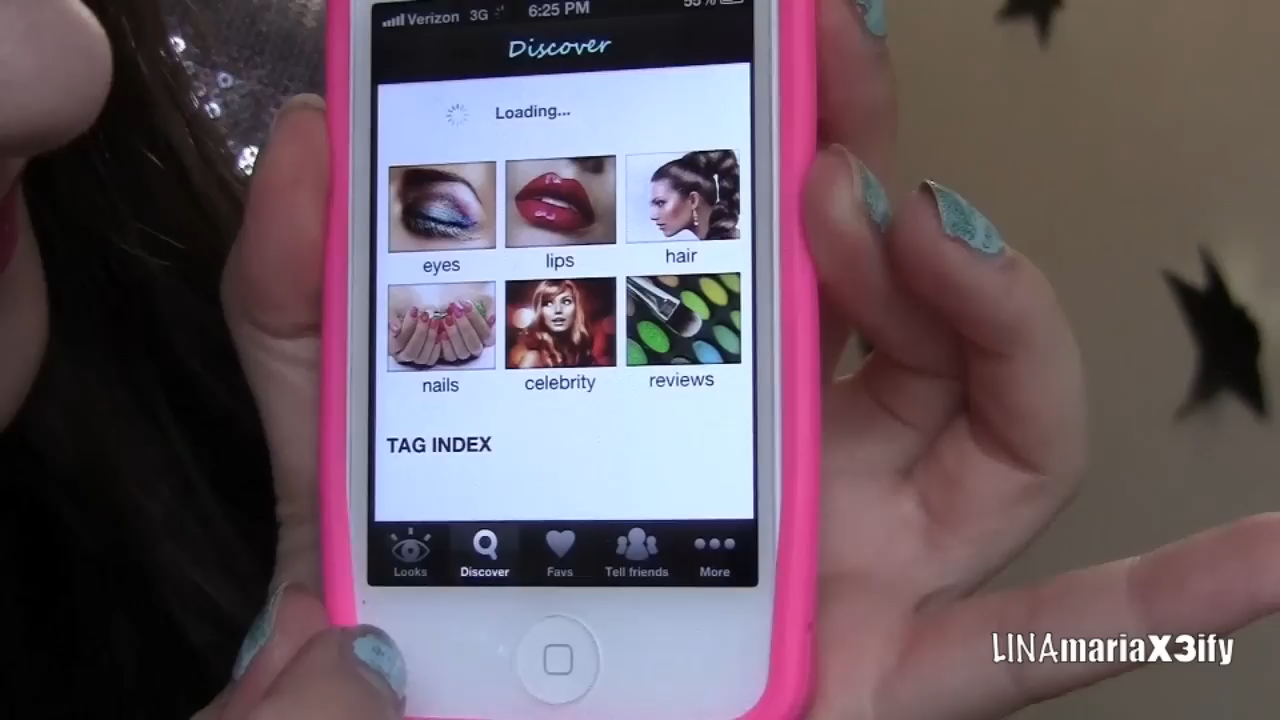 Verizon 3G 6:25 PM 55%
Discover
Loading...
eyes lips hair
nails celebrity reviews
TAG INDEX
Looks Discover Favs Tell friends More
LINAmariaX3ify